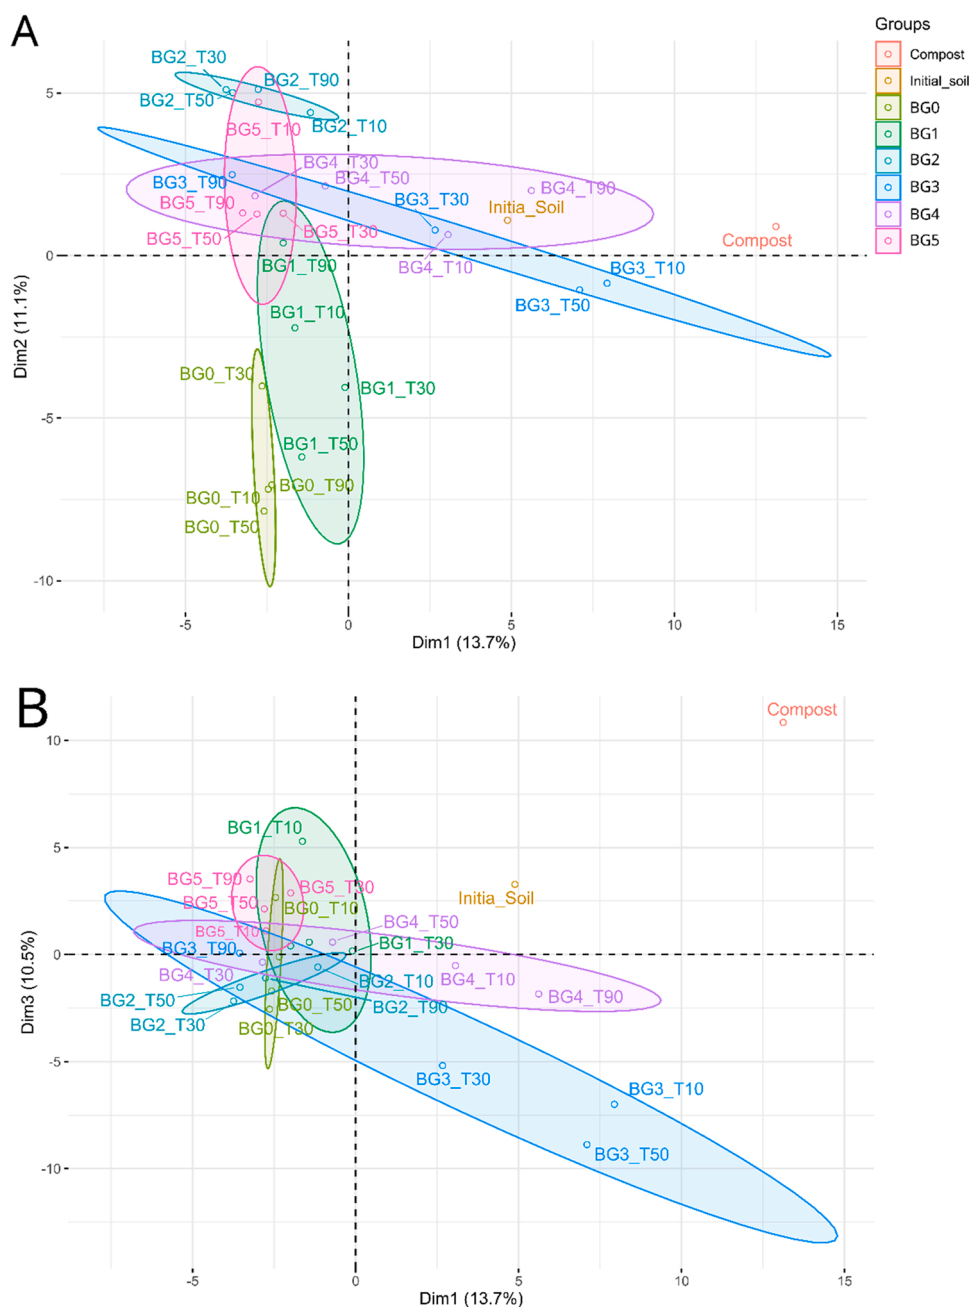 A
Groups
Compost
Initial_soil
BG0
BG1
BG2
BG3
BG4
BG5
BG2_T30
BG2_T90
BG2_T50
BG2_T10
BG5_T10
BG4_T30
BG4_T50
BG3_T90
BG4_T90
BG5_T90
BG3_T30
Initia_Soil
BG5_T50
BG5_T30
Compost
BG1_T90
BG4_T10
BG3_T10
BG3_T50
BG1_T10
BG0_T30
BG1_T30
BG1_T50
BG0_T90
BG0_T10
BG0_T50
5
0
-5
-10
Dim2 (11.1%)
-5
0
5
10
15
Dim1 (13.7%)
B
Compost
BG1_T10
BG5_T90
BG5_T30
Initia_Soil
BG5_T50
BG0_T10
BG4_T50
BG5_T10
BG1_T30
BG3_T90
BG4_T30
BG2_T10
BG4_T10
BG2_T50
BG0_T50
BG2_T90
BG4_T90
BG2_T30
BG0_T30
BG3_T30
BG3_T10
BG3_T50
10
5
0
-5
-10
Dim3 (10.5%)
-5
0
5
10
15
Dim1 (13.7%)